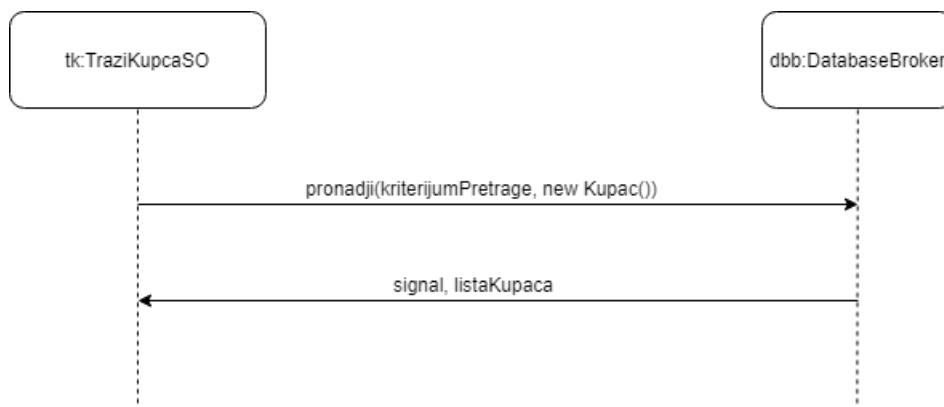 tk:TraziKupcaSO
dbb:DatabaseBroker
pronadji(kriterijumPretrage, new Kupac())
signal, listaKupaca